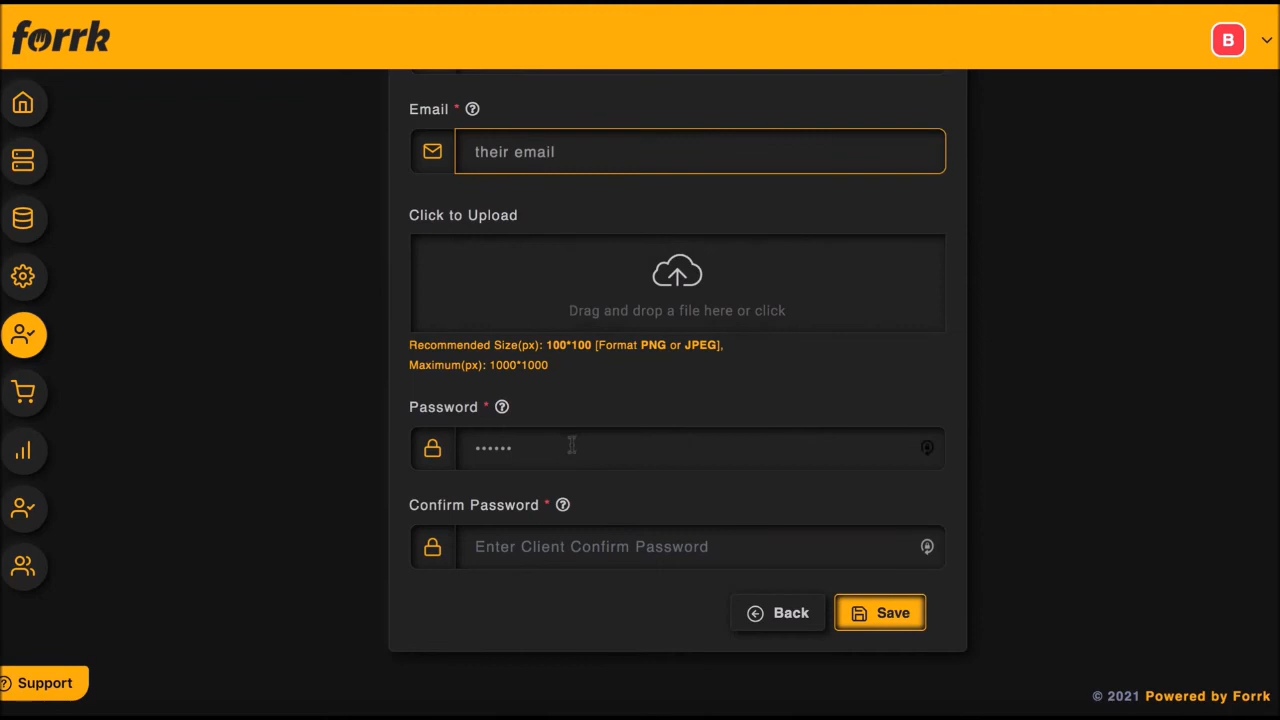 forrk
B
Email *
their email
Click to Upload
Drag and drop a file here or click
Recommended Size(px): 100*100 [Format PNG or JPEG],
Maximum(px): 1000*1000
Password *
••••••
Confirm Password *
Enter Client Confirm Password
Back
Save
Support
© 2021 Powered by Forrk